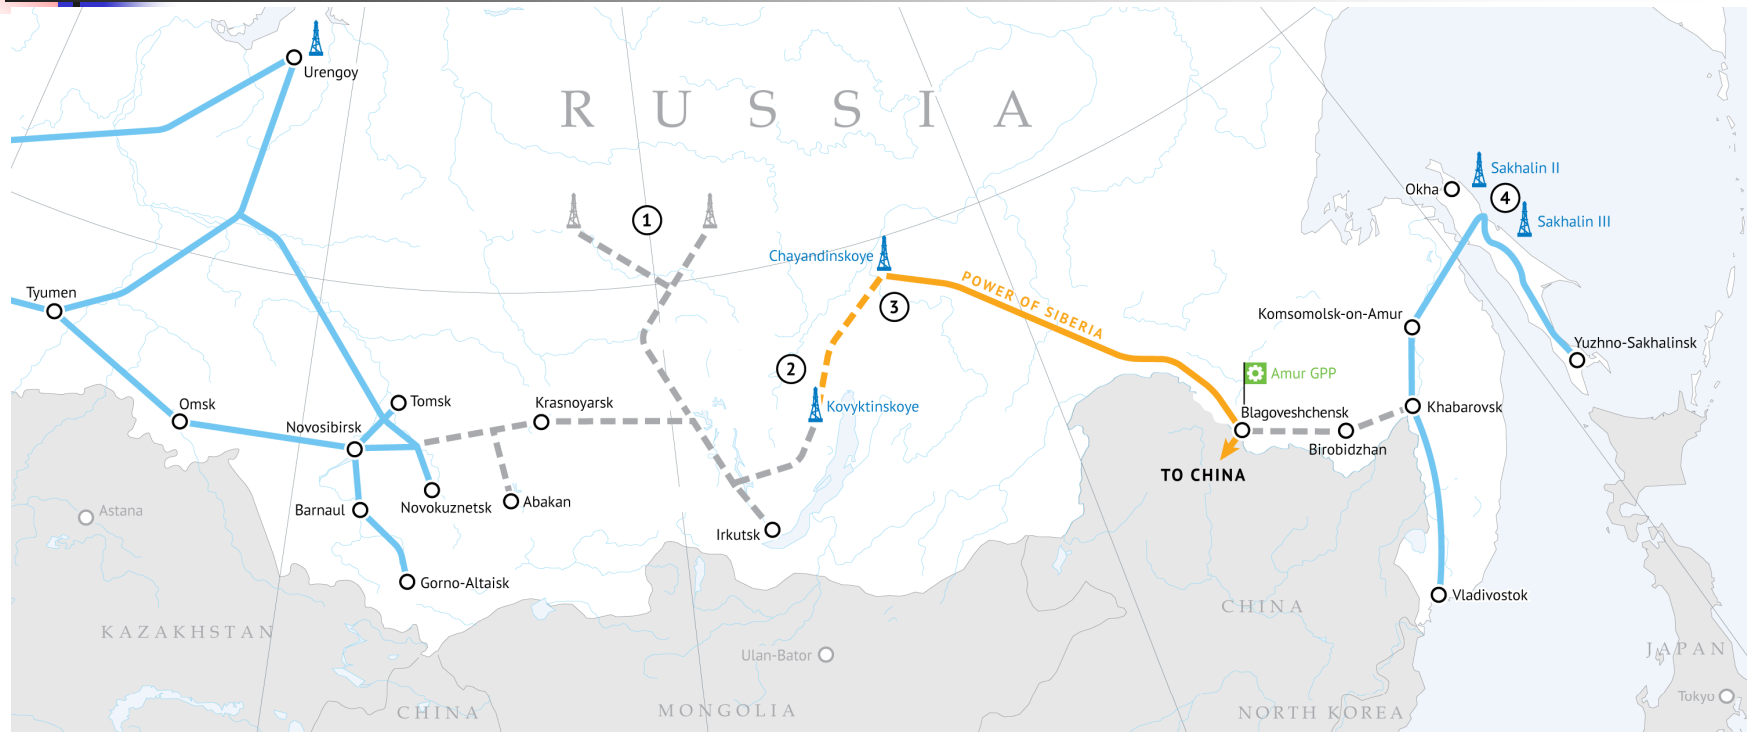 Urengoy
RUSSIA
Sakhalin II
Okha
4
Sakhalin III
1
Chayandinskoye
POWER OF SIBERIA
3
Tyumen
Komsomolsk-on-Amur
Yuzhno-Sakhalinsk
2
Amur GPP
Omsk
Tomsk
Krasnoyarsk
Kovyktinskoye
Blagoveshchensk
Khabarovsk
Novosibirsk
Birobidzhan
TO CHINA
Barnaul
Novokuznetsk
Abakan
Astana
Irkutsk
Gorno-Altaisk
Vladivostok
CHINA
KAZAKHSTAN
Ulan-Bator
JAPAN
Tokyo
CHINA
MONGOLIA
NORTH KOREA